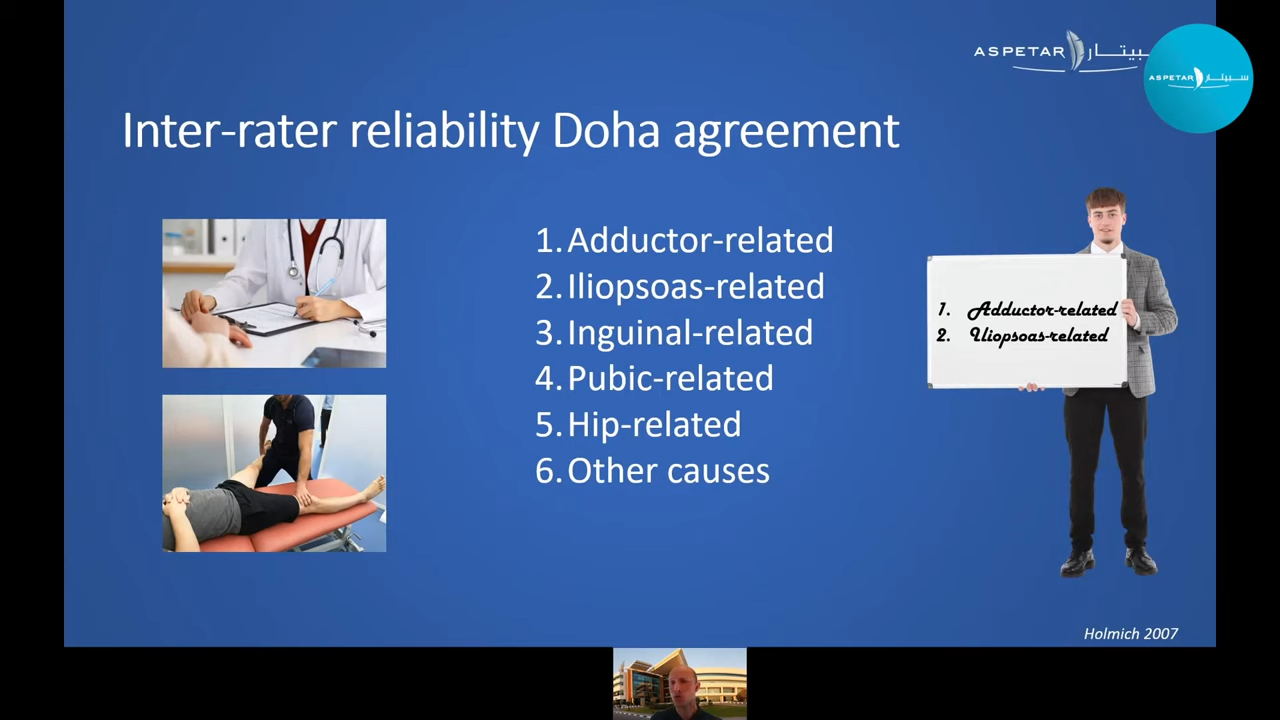 ASPETAR سبيتار
ASPETAR سبيتار
Inter-rater reliability Doha agreement
1. Adductor-related
2. Iliopsoas-related
3. Inguinal-related
4. Pubic-related
5. Hip-related
6. Other causes
1. Adductor-related
2. Iliopsoas-related
Holmich 2007